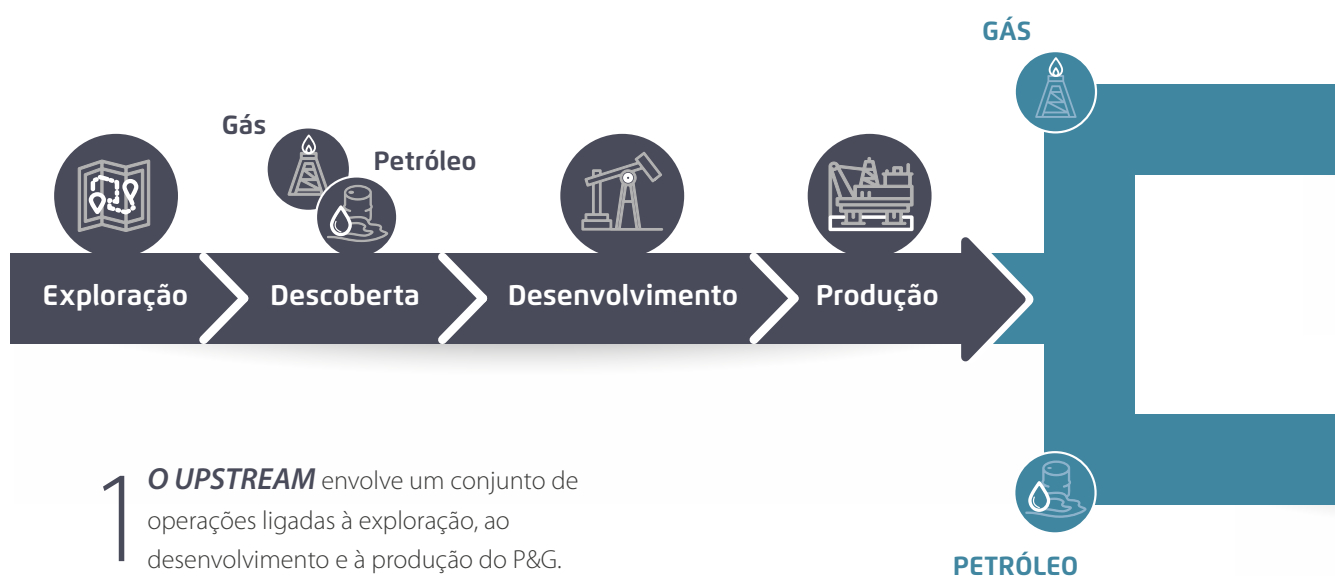 GÁS
Gás
Petróleo
Exploração
Descoberta
Desenvolvimento
Produção
1
O UPSTREAM envolve um conjunto de
operações ligadas à exploração, ao
desenvolvimento e à produção do P&G.
PETRÓLEO